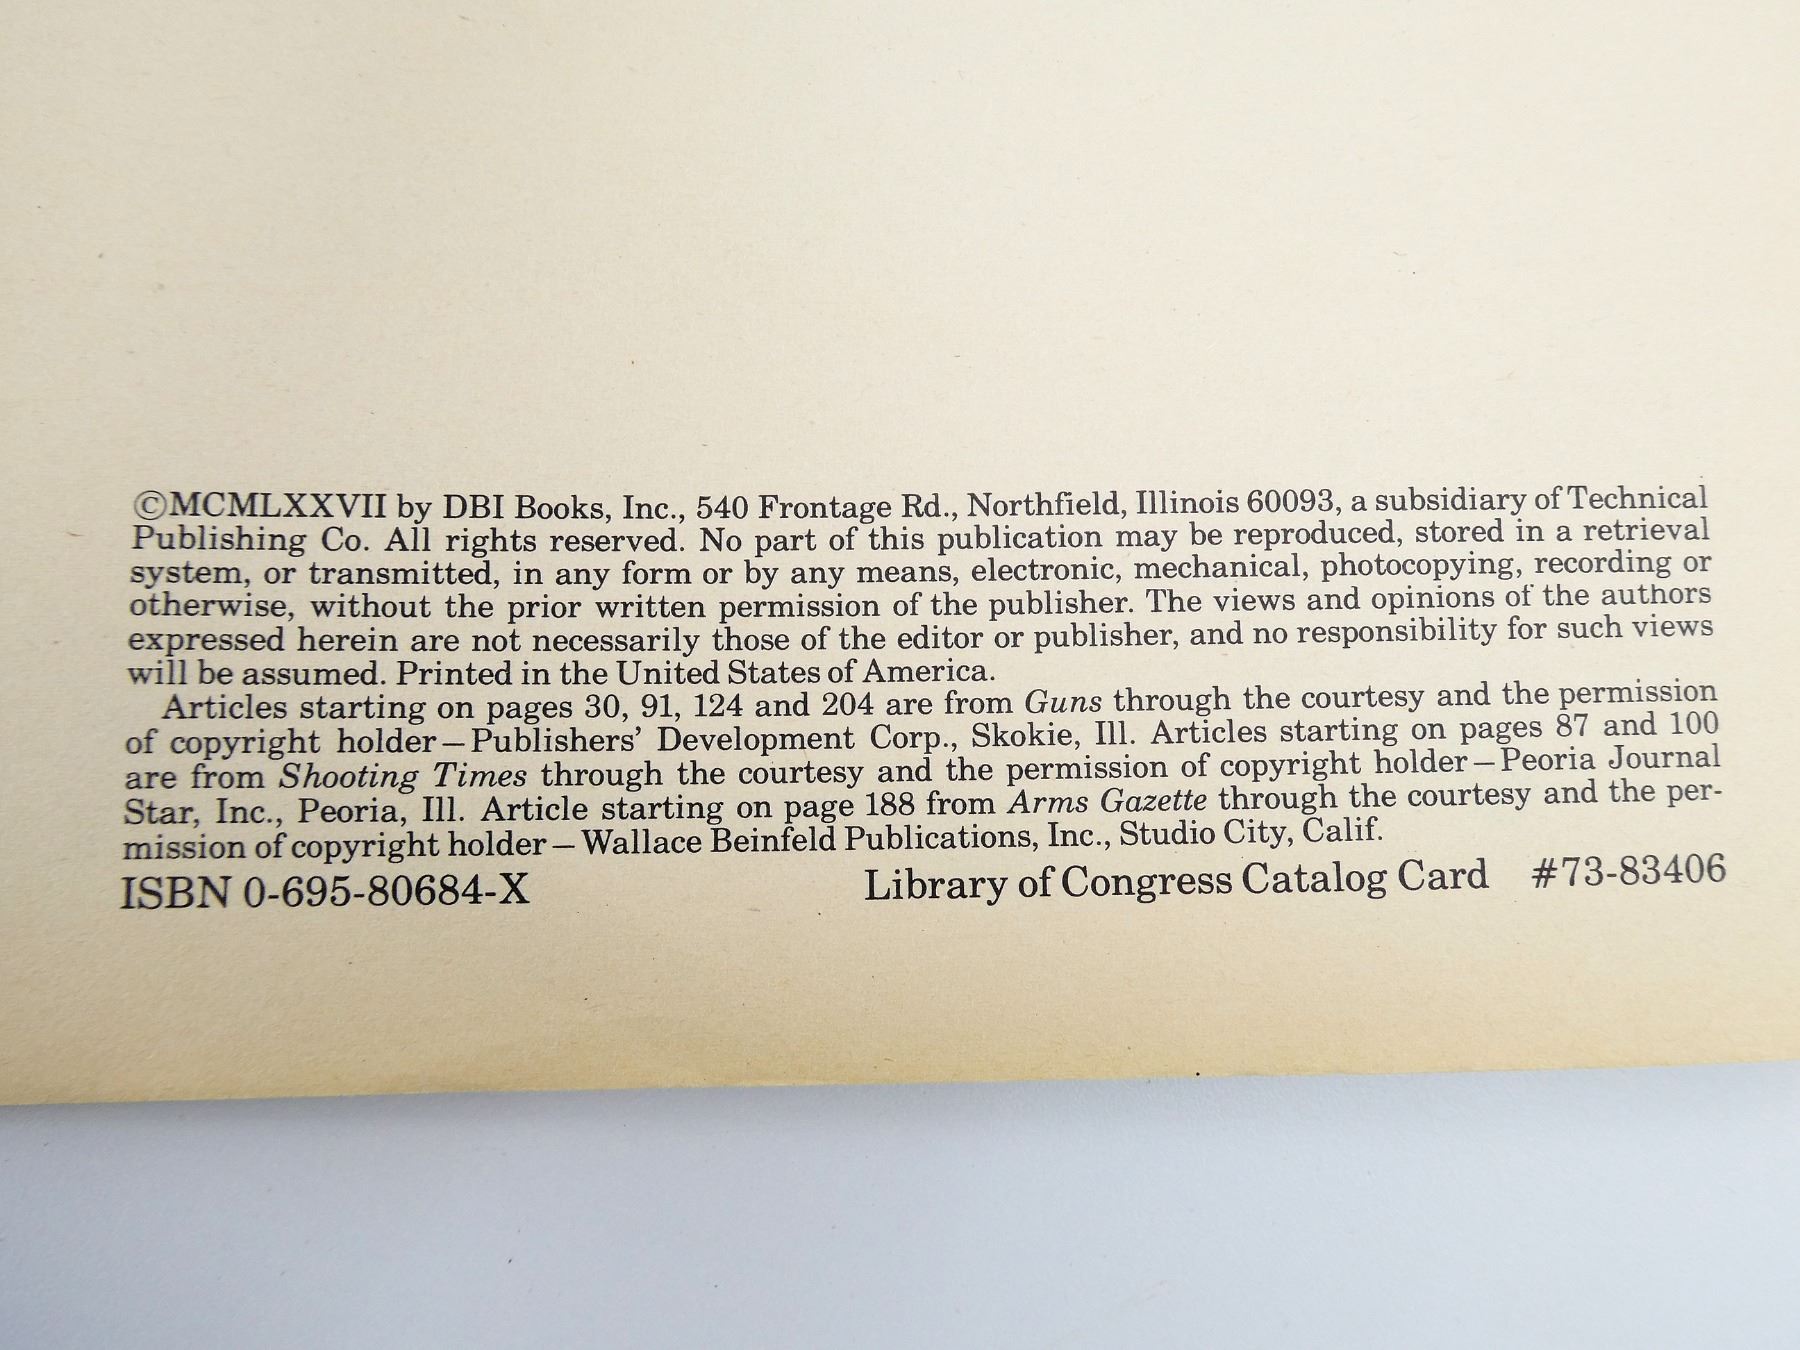 ©MCMLXXVII by DBI Books, Inc., 540 Frontage Rd., Northfield, Illinois 60093, a subsidiary of Technical
Publishing Co. All rights reserved. No part of this publication may be reproduced, stored in a retrieval
system, or transmitted, in any form or by any means, electronic, mechanical, photocopying, recording or
otherwise, without the prior written permission of the publisher. The views and opinions of the authors
expressed herein are not necessarily those of the editor or publisher, and no responsibility for such views
will be assumed. Printed in the United States of America.
Articles starting on pages 30, 91, 124 and 204 are from Guns through the courtesy and the permission
of copyright holder—Publishers' Development Corp., Skokie, Ill. Articles starting on pages 87 and 100
are from Shooting Times through the courtesy and the permission of copyright holder—Peoria Journal
Star, Inc., Peoria, Ill. Article starting on page 188 from Arms Gazette through the courtesy and the per-
mission of copyright holder—Wallace Beinfeld Publications, Inc., Studio City, Calif.
ISBN 0-695-80684-X Library of Congress Catalog Card #73-83406